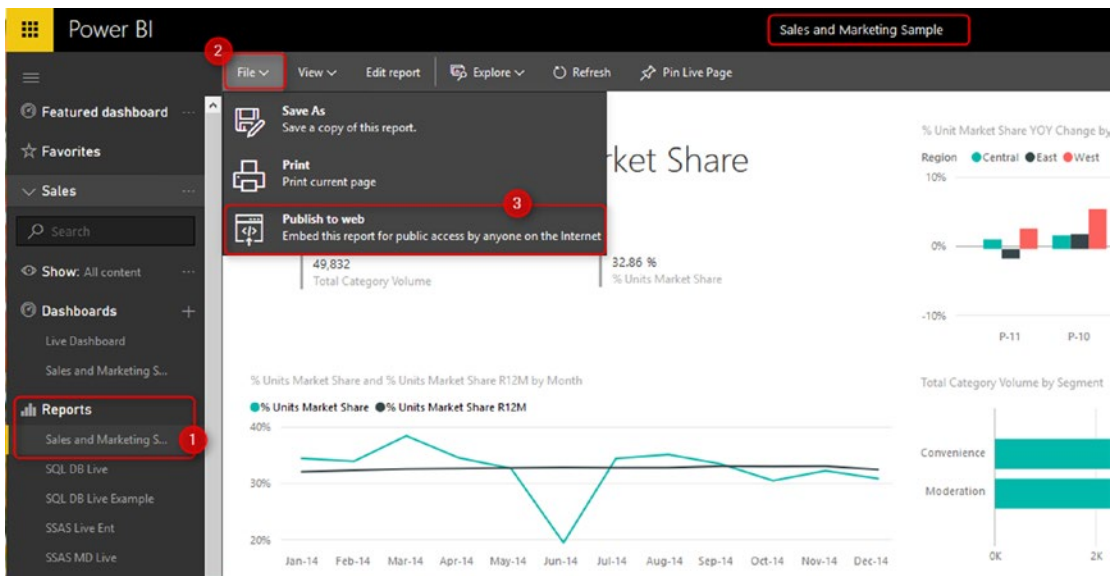 Power BI
Sales and Marketing Sample
2
File
View
Edit report
Explore
Refresh
Pin Live Page
Featured dashboard ...
Favorites
Sales ...
Search
Show: All content ...
Dashboards +
Live Dashboard
Sales and Marketing S...
Reports
Sales and Marketing S...
1
SQL DB Live
SQL DB Live Example
SSAS Live Ent
SSAS MD Live
Save As
Save a copy of this report.
Print
Print current page
3
Publish to web
Embed this report for public access by anyone on the Internet
rket Share
49,832
Total Category Volume
32.86 %
% Units Market Share
% Unit Market Share YOY Change by
Region Central East West
10%
0%
-10%
P-11 P-10
% Units Market Share and % Units Market Share R12M by Month
% Units Market Share % Units Market Share R12M
40%
30%
20%
Jan-14 Feb-14 Mar-14 Apr-14 May-14 Jun-14 Jul-14 Aug-14 Sep-14 Oct-14 Nov-14 Dec-14
Total Category Volume by Segment
Convenience
Moderation
0K 2K